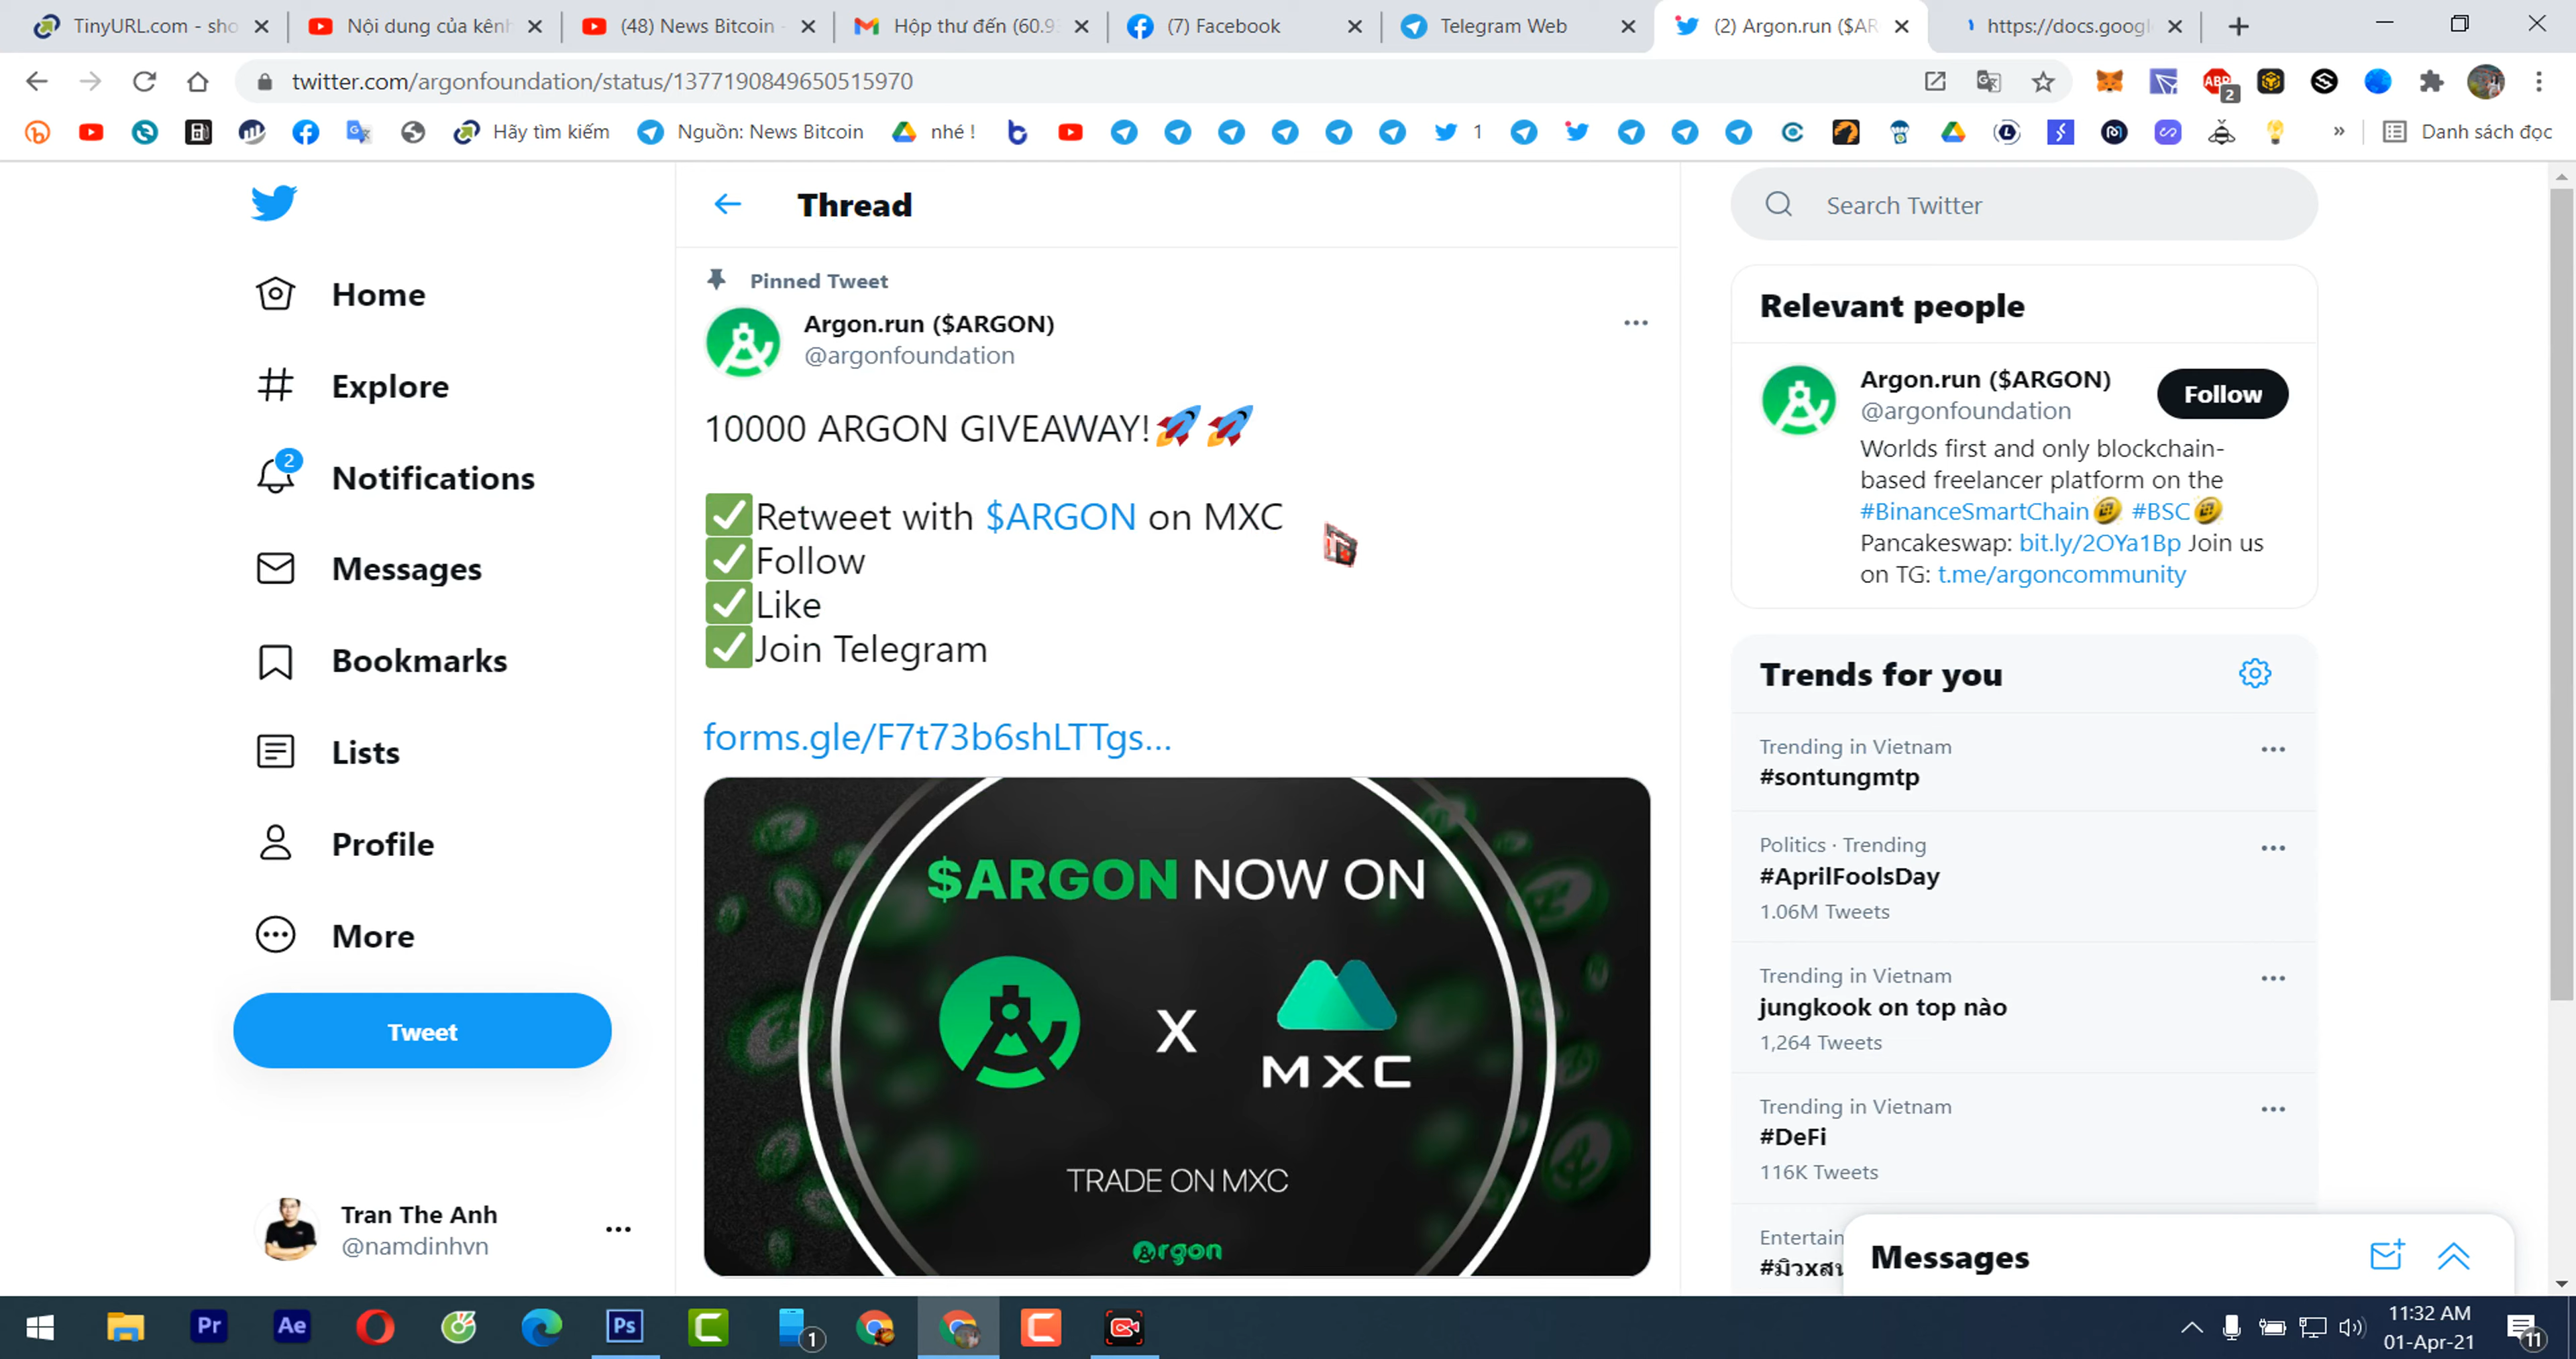 TinyURL.com - sho
Nội dung của kênh
(48) News Bitcoin -
Hộp thư đến (60.9
(7) Facebook
Telegram Web
(2) Argon.run ($AR
https://docs.googl
twitter.com/argonfoundation/status/1377190849650515970
ABP
2
Hãy tìm kiếm
Nguồn: News Bitcoin
nhé !
1
»
Danh sách đọc
Thread
Search Twitter
Home
Explore
2
Notifications
Messages
Bookmarks
Lists
Profile
More
Tweet
Tran The Anh
@namdinhvn
Pinned Tweet
Argon.run ($ARGON)
@argonfoundation
10000 ARGON GIVEAWAY!🚀🚀
✅Retweet with $ARGON on MXC
✅Follow
✅Like
✅Join Telegram
forms.gle/F7t73b6shLTTgs...
$ARGON NOW ON
X
MXC
TRADE ON MXC
Argon
Relevant people
Argon.run ($ARGON)
@argonfoundation
Follow
Worlds first and only blockchain-
based freelancer platform on the
#BinanceSmartChain #BSC
Pancakeswap: bit.ly/2OYa1Bp Join us
on TG: t.me/argoncommunity
Trends for you
Trending in Vietnam
#sontungmtp
Politics · Trending
#AprilFoolsDay
1.06M Tweets
Trending in Vietnam
jungkook on top nào
1,264 Tweets
Trending in Vietnam
#DeFi
116K Tweets
Entertain
Messages
Pr
Ae
Ps
1
11:32 AM
01-Apr-21
11